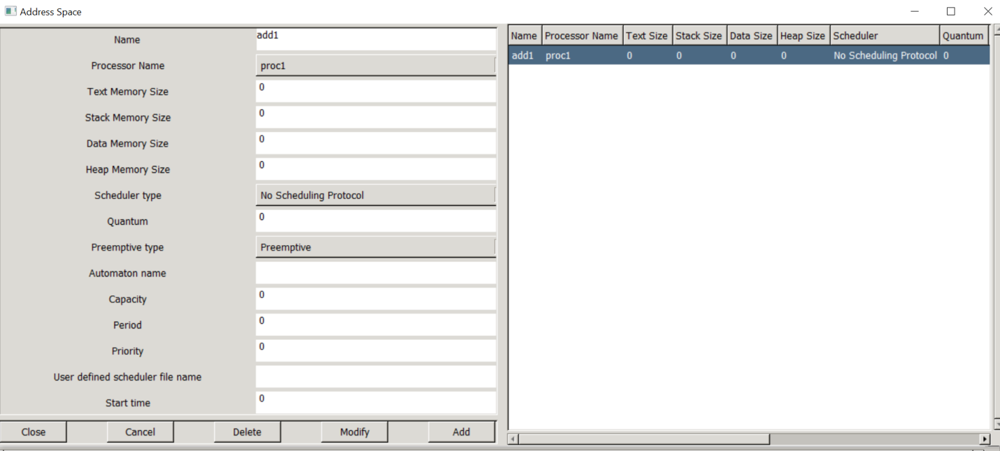 Address Space
Name add1
Processor Name proc1
Text Memory Size 0
Stack Memory Size 0
Data Memory Size 0
Heap Memory Size 0
Scheduler type No Scheduling Protocol
Quantum 0
Preemptive type Preemptive
Automaton name
Capacity 0
Period 0
Priority 0
User defined scheduler file name
Start time 0
Close Cancel Delete Modify Add
Name Processor Name Text Size Stack Size Data Size Heap Size Scheduler Quantum
add1 proc1 0 0 0 0 No Scheduling Protocol 0